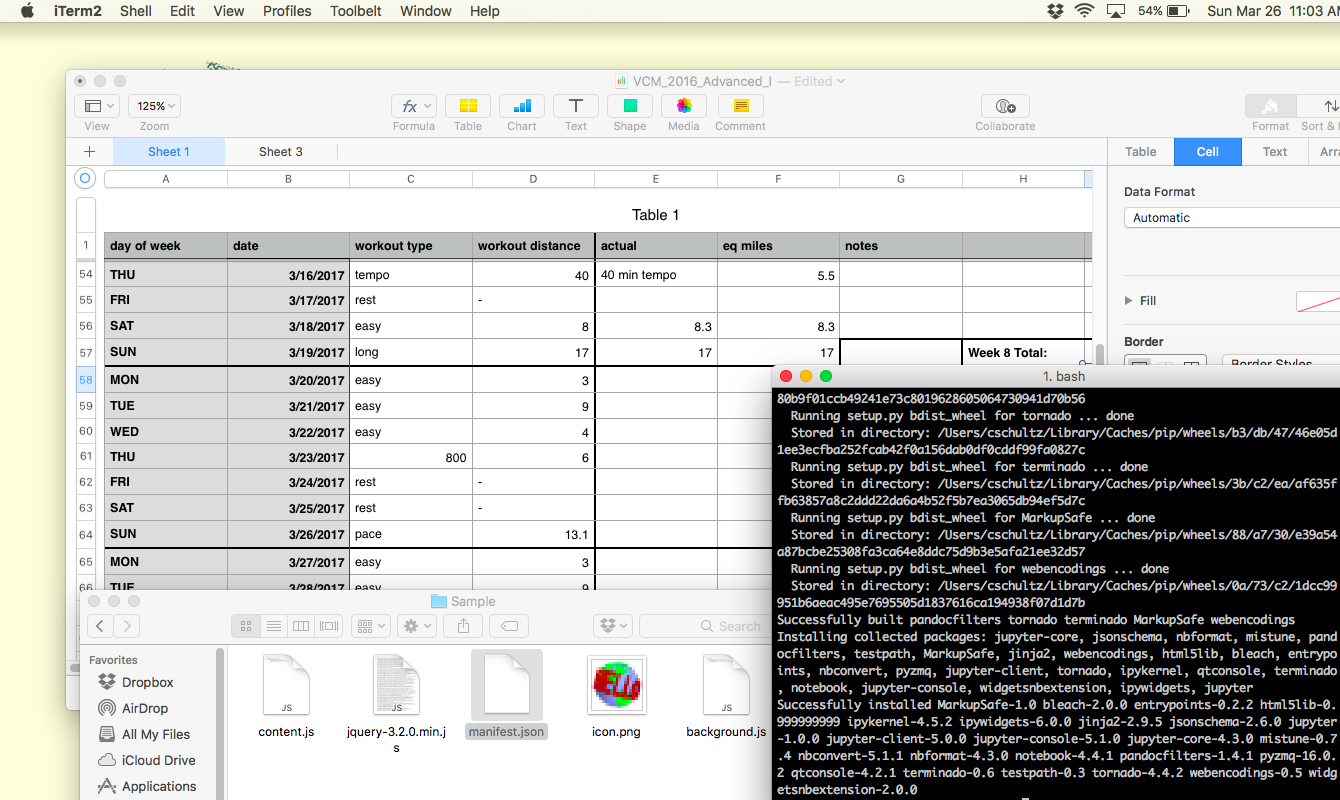 iTerm2 Shell Edit View Profiles Toolbelt Window Help 54% Sun Mar 26 11:03 AM
VCM_2016_Advanced_I — Edited
125%
View Zoom Formula Table Chart Text Shape Media Comment Collaborate Format Sort &
Sheet 1 Sheet 3 Table Cell Text
A B C D E F G H
Data Format
Automatic
Table 1
1 day of week date workout type workout distance actual eq miles notes
54 THU 3/16/2017 tempo 40 40 min tempo 5.5
55 FRI 3/17/2017 rest -
56 SAT 3/18/2017 easy 8 8.3 8.3
57 SUN 3/19/2017 long 17 17 17 Week 8 Total:
58 MON 3/20/2017 easy 3
59 TUE 3/21/2017 easy 9
60 WED 3/22/2017 easy 4
61 THU 3/23/2017 800 6
62 FRI 3/24/2017 rest -
63 SAT 3/25/2017 rest -
64 SUN 3/26/2017 pace 13.1
65 MON 3/27/2017 easy 3
66 TUE 3/28/2017 easy 9
Fill
Border
Border Styles
1. bash
80b9f01ccb49241e73c8019628605064730941d70b56
Running setup.py bdist_wheel for tornado ... done
Stored in directory: /Users/cschultz/Library/Caches/pip/wheels/b3/db/47/46e05d
1ee3ecfba252fcab42f0a156dab0df0cddf99fa0827c
Running setup.py bdist_wheel for terminado ... done
Stored in directory: /Users/cschultz/Library/Caches/pip/wheels/3b/c2/ea/af635f
fb63857a8c2ddd22da6a4b52f5b7ea3065db94ef5d7c
Running setup.py bdist_wheel for MarkupSafe ... done
Stored in directory: /Users/cschultz/Library/Caches/pip/wheels/88/a7/30/e39a54
a87bcbe25308fa3ca64e8ddc75d9b3e5afa21ee32d57
Running setup.py bdist_wheel for webencodings ... done
Stored in directory: /Users/cschultz/Library/Caches/pip/wheels/0a/73/c2/1dcc99
951b6aeac495e7695505d1837616ca194938f07d1d7b
Successfully built pandocfilters tornado terminado MarkupSafe webencodings
Installing collected packages: jupyter-core, jsonschema, nbformat, mistune, pand
ocfilters, testpath, MarkupSafe, jinja2, webencodings, html5lib, bleach, entrypo
ints, nbconvert, pyzmq, jupyter-client, tornado, ipykernel, qtconsole, terminado
, notebook, jupyter-console, widgetsnbextension, ipywidgets, jupyter
Successfully installed MarkupSafe-1.0 bleach-2.0.0 entrypoints-0.2.2 html5lib-0.
999999999 ipykernel-4.5.2 ipywidgets-6.0.0 jinja2-2.9.5 jsonschema-2.6.0 jupyter
-1.0.0 jupyter-client-5.0.0 jupyter-console-5.1.0 jupyter-core-4.3.0 mistune-0.7
.4 nbconvert-5.1.1 nbformat-4.3.0 notebook-4.4.1 pandocfilters-1.4.1 pyzmq-16.0.
2 qtconsole-4.2.1 terminado-0.6 testpath-0.3 tornado-4.4.2 webencodings-0.5 widg
etsnbextension-2.0.0
Sample
Search
Favorites
Dropbox
AirDrop
All My Files
iCloud Drive
Applications
JS JS JS
content.js jquery-3.2.0.min.j
s manifest.json icon.png background.js